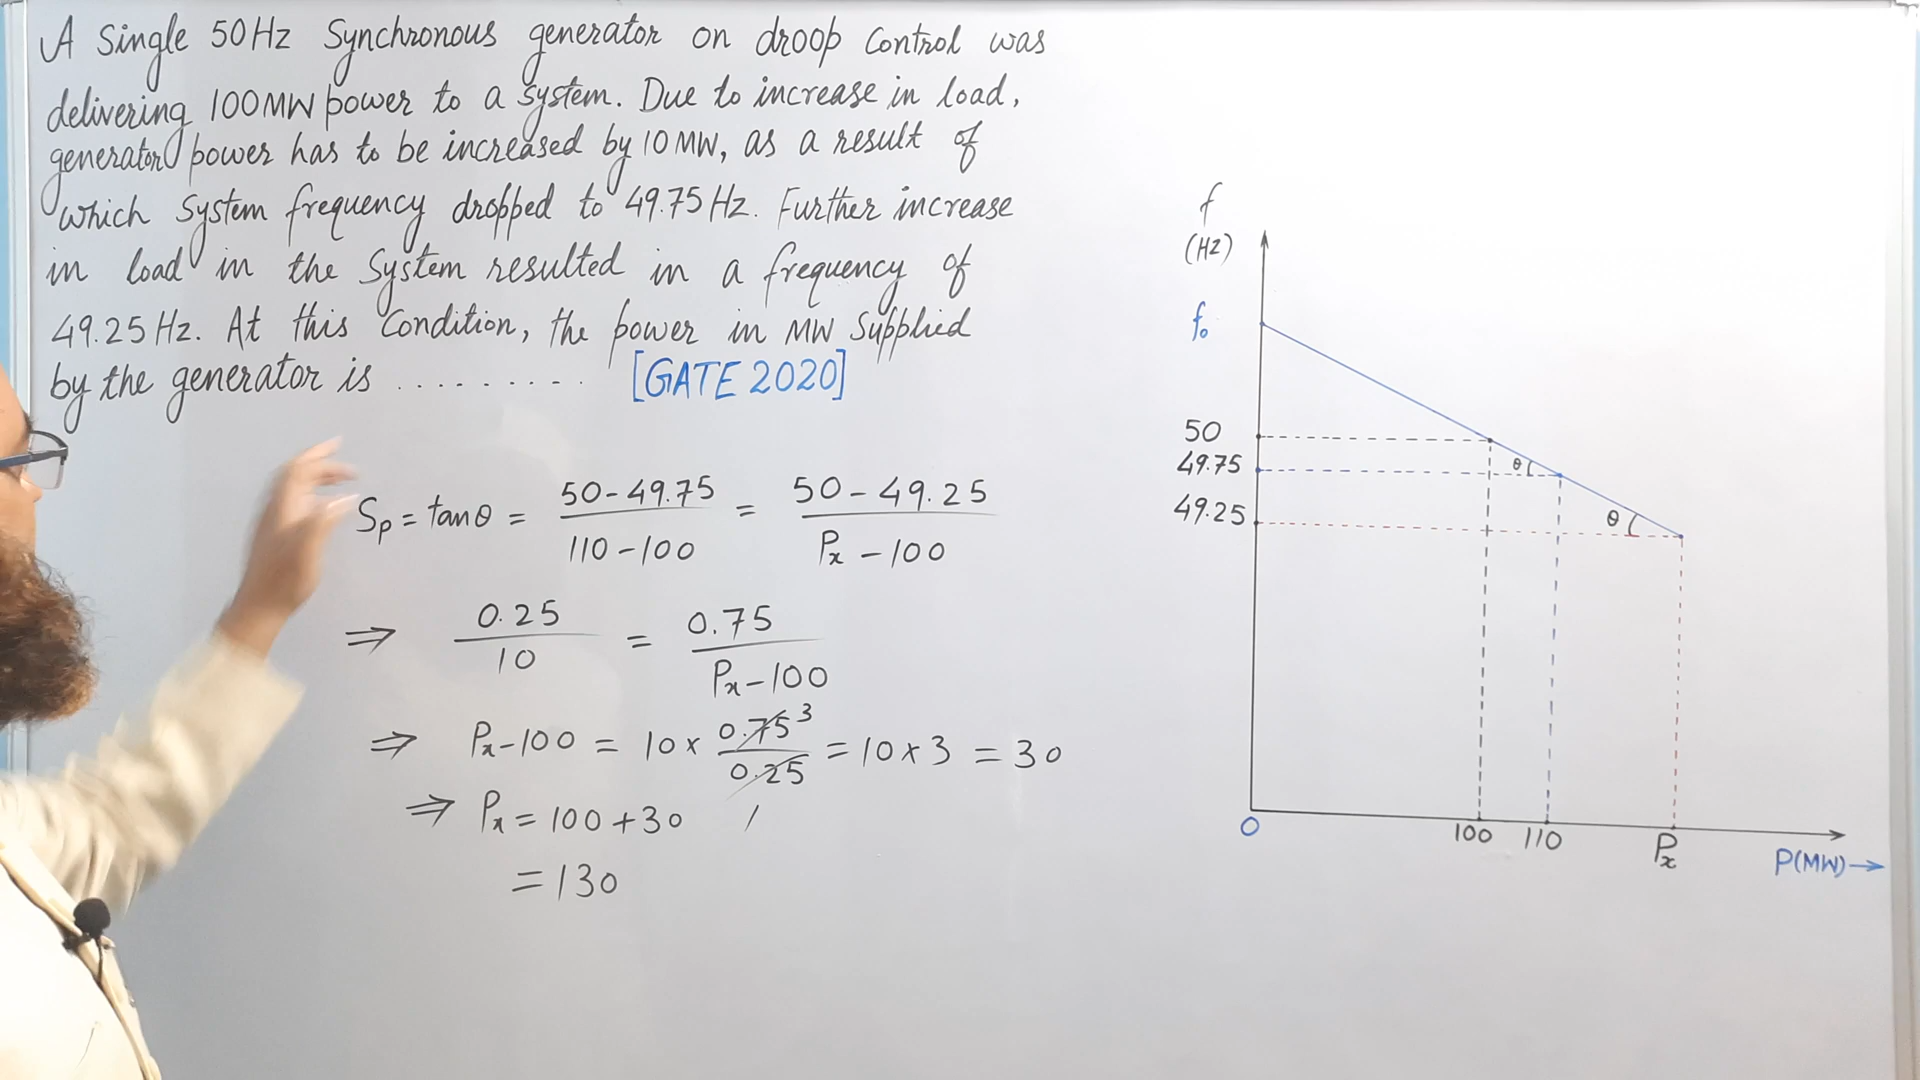 A Single 50Hz Synchronous generator on droop Control was
delivering 100MW power to a system. Due to increase in load,
generator power has to be increased by 10MW, as a result of
which System frequency dropped to 49.75Hz. Further increase
in load in the System resulted in a frequency of
49.25Hz. At this Condition, the power in MW Supplied
by the generator is ......... [GATE 2020]
Sp = tanθ = (50-49.75)/(110-100) = (50-49.25)/(Px-100)
⇒ 0.25/10 = 0.75/(Px-100)
⇒ Px-100 = 10 × 0.75/0.25 3 = 10×3 = 30
⇒ Px = 100+30
= 130
f
(Hz)
f₀
50
49.75
49.25
θ
θ
0
100
110
Px
P(MW)→